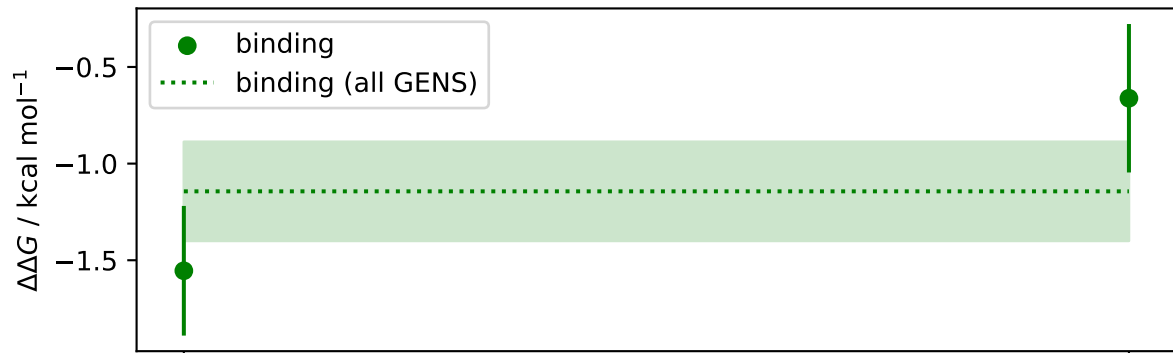 binding
binding (all GENS)
−0.5
−1.0
−1.5
ΔΔG / kcal mol⁻¹